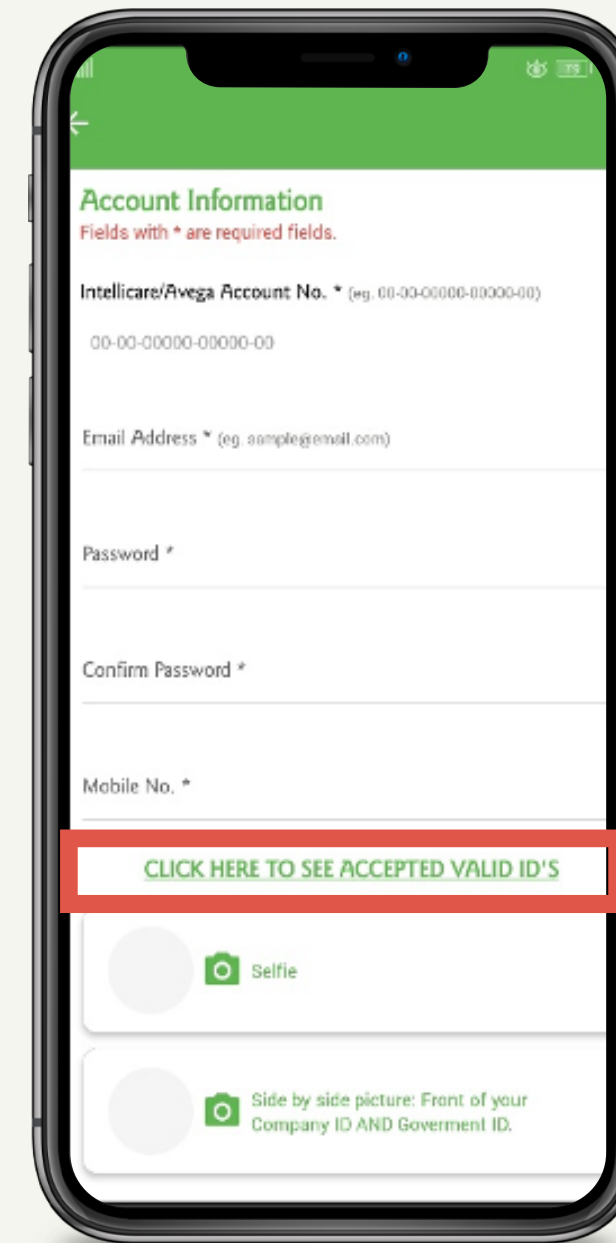 79
Account Information
Fields with * are required fields.
Intellicare/Avega Account No. * (eg. 00-00-00000-00000-00)
00-00-00000-00000-00
Email Address * (eg. sample@email.com)
Password *
Confirm Password *
Mobile No. *
CLICK HERE TO SEE ACCEPTED VALID ID'S
Selfie
Side by side picture: Front of your
Company ID AND Goverment ID.